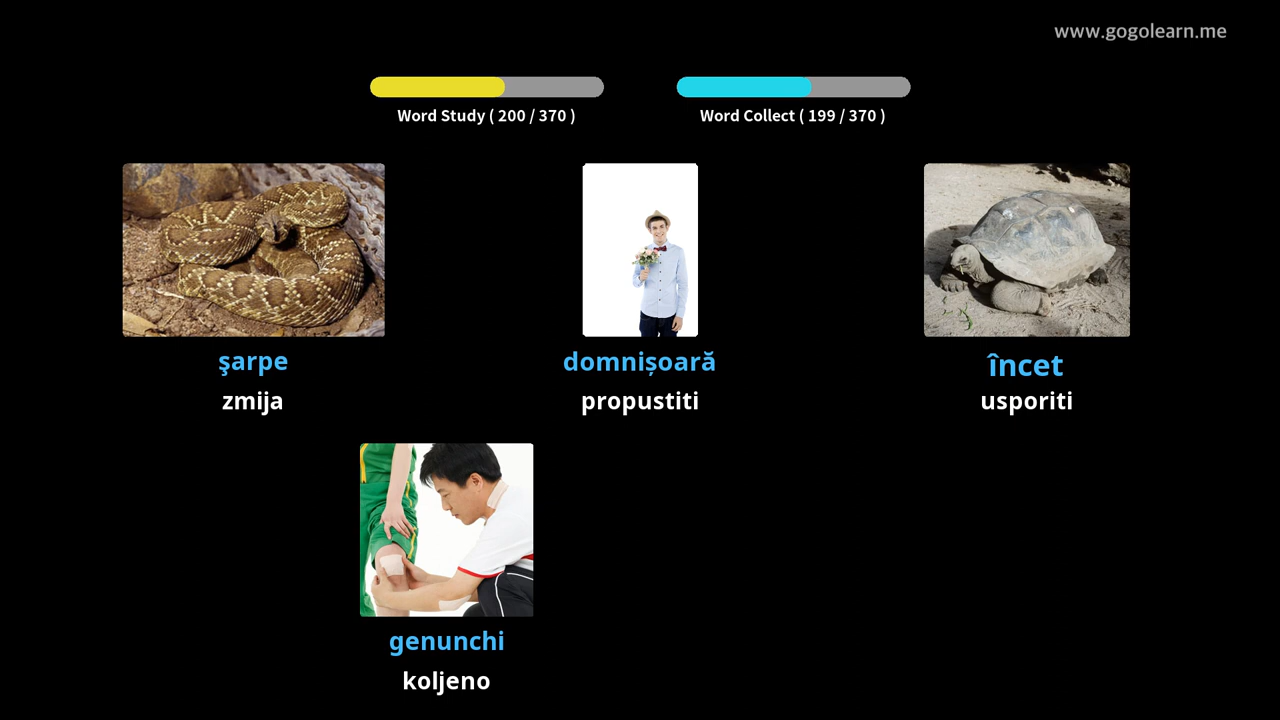 www.gogolearn.me
Word Study ( 200 / 370 )
Word Collect ( 199 / 370 )
şarpe
zmija
domnișoară
propustiti
încet
usporiti
genunchi
koljeno